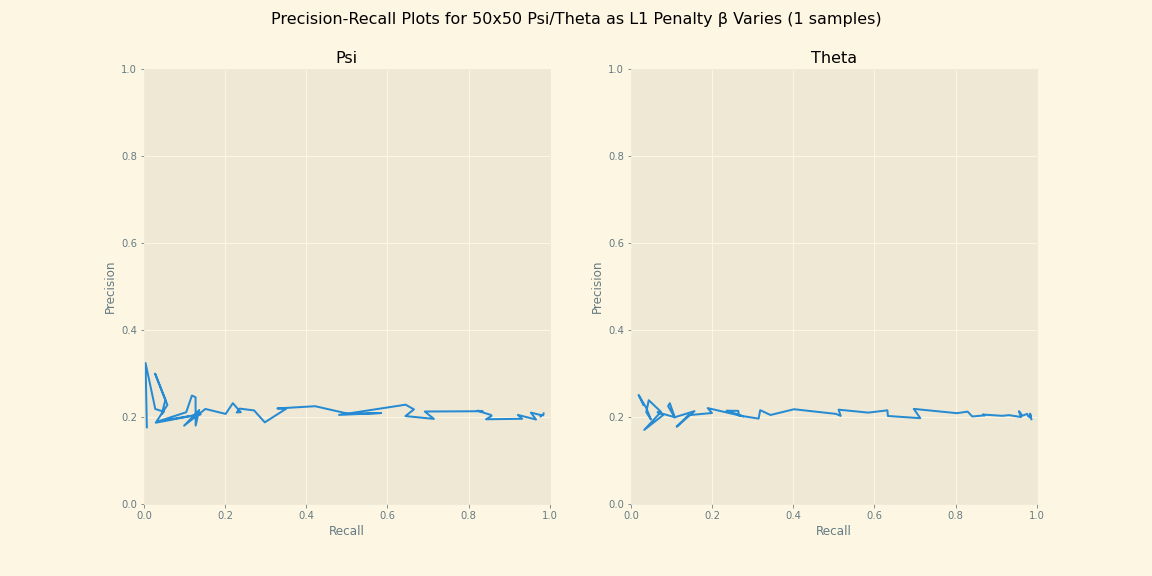 Precision-Recall Plots for 50x50 Psi/Theta as L1 Penalty β Varies (1 samples)
Psi
1.0
0.8
0.6
0.4
0.2
0.0
Precision
0.0 0.2 0.4 0.6 0.8 1.0
Recall
Theta
1.0
0.8
0.6
0.4
0.2
0.0
Precision
0.0 0.2 0.4 0.6 0.8 1.0
Recall